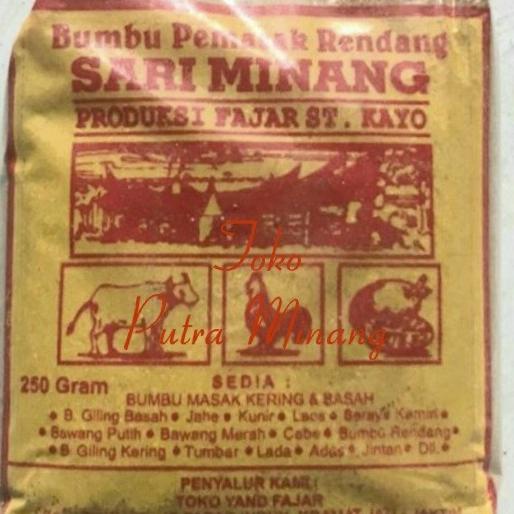 Bumbu Pemasak Rendang
SARI MINANG
PRODUKSI FAJAR ST. KAYO
Toko
Putra Minang
250 Gram
SEDIA :
BUMBU MASAK KERING & BASAH
• B. Giling Basah • Jahe • Kunir • Laos • Seray • Kemiri •
• Bawang Putih • Bawang Merah • Cabe • Bumbu Rendang •
• B. Giling Kering • Tumbar • Lada • Adas • Jintan • Dll. •
PENYALUR KAMI :
TOKO YAND FAJAR